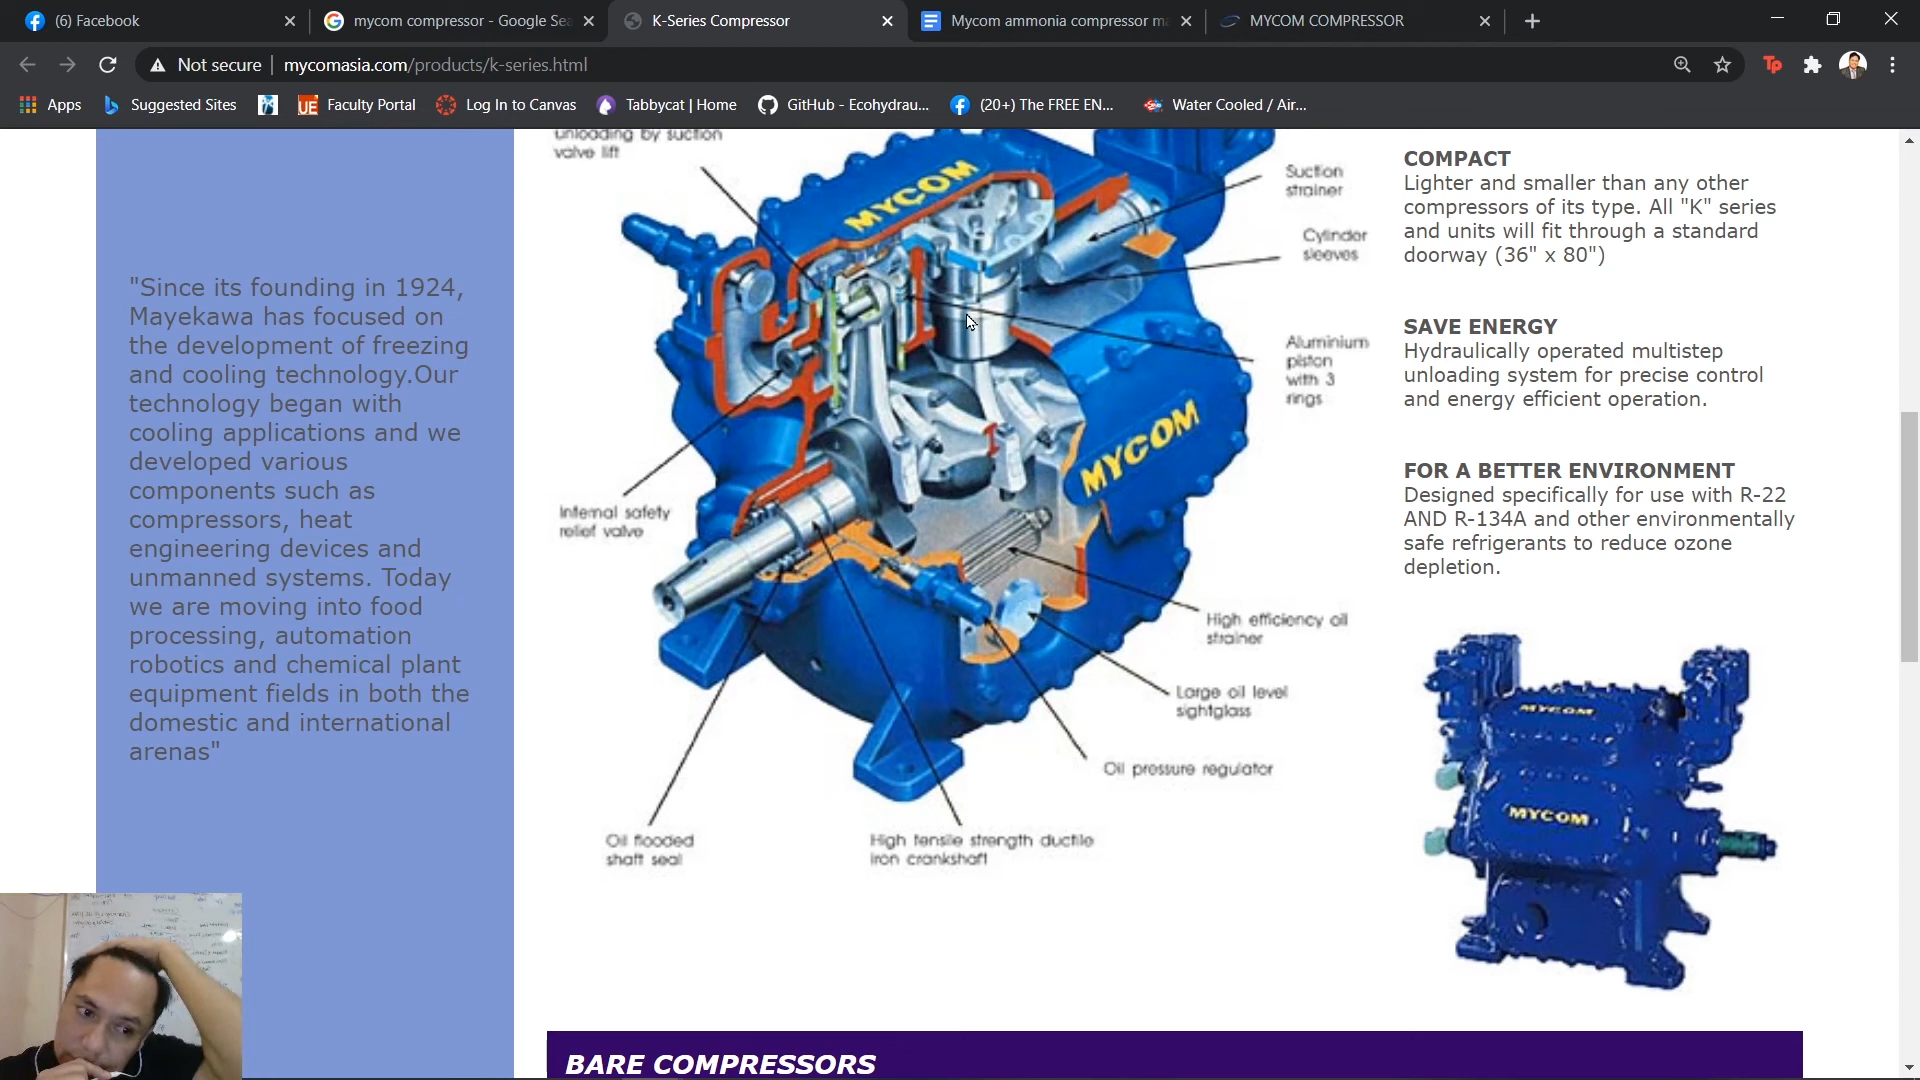 (6) Facebook
mycom compressor - Google Sea
K-Series Compressor
Mycom ammonia compressor ma
MYCOM COMPRESSOR
Not secure
mycomasia.com/products/k-series.html
Tp
Apps
Suggested Sites
UE
Faculty Portal
Log In to Canvas
Tabbycat | Home
GitHub - Ecohydrau...
(20+) The FREE EN...
Water Cooled / Air...
"Since its founding in 1924,
Mayekawa has focused on
the development of freezing
and cooling technology.Our
technology began with
cooling applications and we
developed various
components such as
compressors, heat
engineering devices and
unmanned systems. Today
we are moving into food
processing, automation
robotics and chemical plant
equipment fields in both the
domestic and international
arenas"
unloading by suction
valve lift
MYCOM
Suction
strainer
Cylinder
sleeves
Aluminium
piston
with 3
rings
MYCOM
Internal safety
relief valve
High efficiency oil
strainer
Large oil level
sightglass
Oil pressure regulator
Oil flooded
shaft seal
High tensile strength ductile
iron crankshaft
COMPACT
Lighter and smaller than any other
compressors of its type. All "K" series
and units will fit through a standard
doorway (36" x 80")
SAVE ENERGY
Hydraulically operated multistep
unloading system for precise control
and energy efficient operation.
FOR A BETTER ENVIRONMENT
Designed specifically for use with R-22
AND R-134A and other environmentally
safe refrigerants to reduce ozone
depletion.
MYCOM
MYCOM
BARE COMPRESSORS